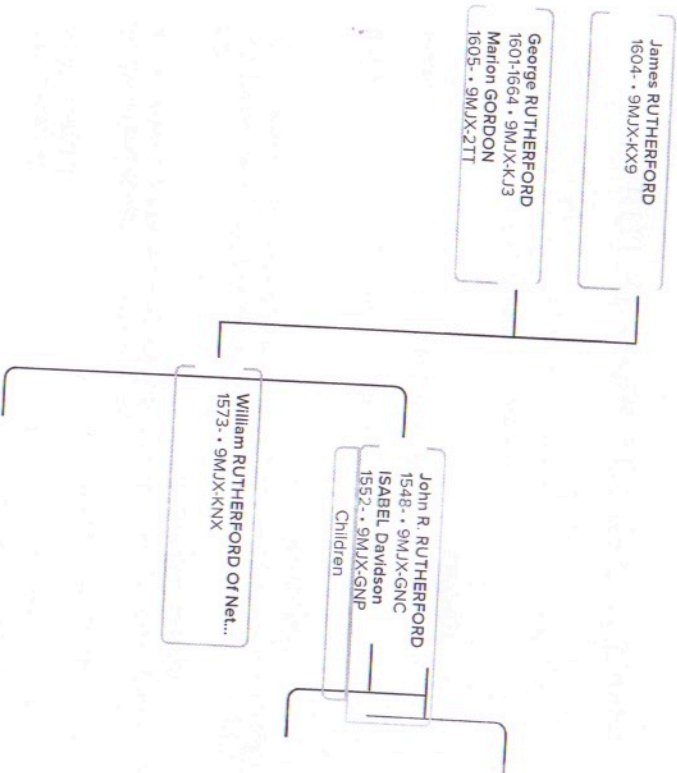 James RUTHERFORD
1604- • 9MJX-KX9
George RUTHERFORD
1601-1664 • 9MJX-KJ3
Marion GORDON
1605- • 9MJX-2TT
John R. RUTHERFORD
1548- • 9MJX-GNC
ISABEL Davidson
1552- • 9MJX-GNP
Children
William RUTHERFORD Of Net...
1573- • 9MJX-KNX